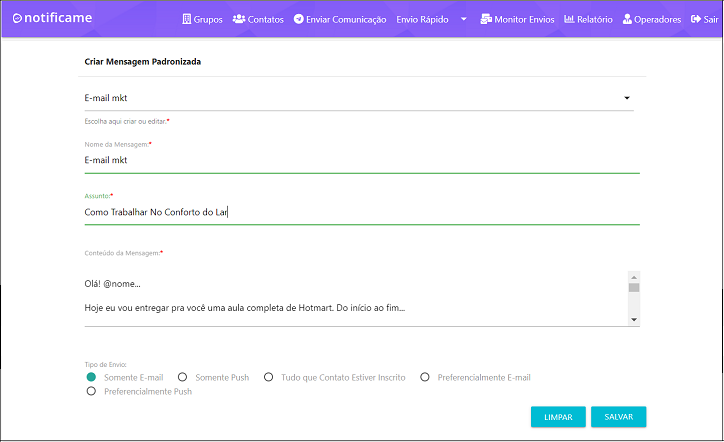 notificame Grupos Contatos Enviar Comunicação Envio Rápido Monitor Envios Relatório Operadores Sair
Criar Mensagem Padronizada
E-mail mkt
Escolha aqui criar ou editar:*
Nome da Mensagem:*
E-mail mkt
Assunto:*
Como Trabalhar No Conforto do Lar
Conteúdo da Mensagem:*
Olá! @nome...
Hoje eu vou entregar pra você uma aula completa de Hotmart. Do início ao fim...
Tipo de Envio:
Somente E-mail Somente Push Tudo que Contato Estiver Inscrito Preferencialmente E-mail
Preferencialmente Push
LIMPAR SALVAR